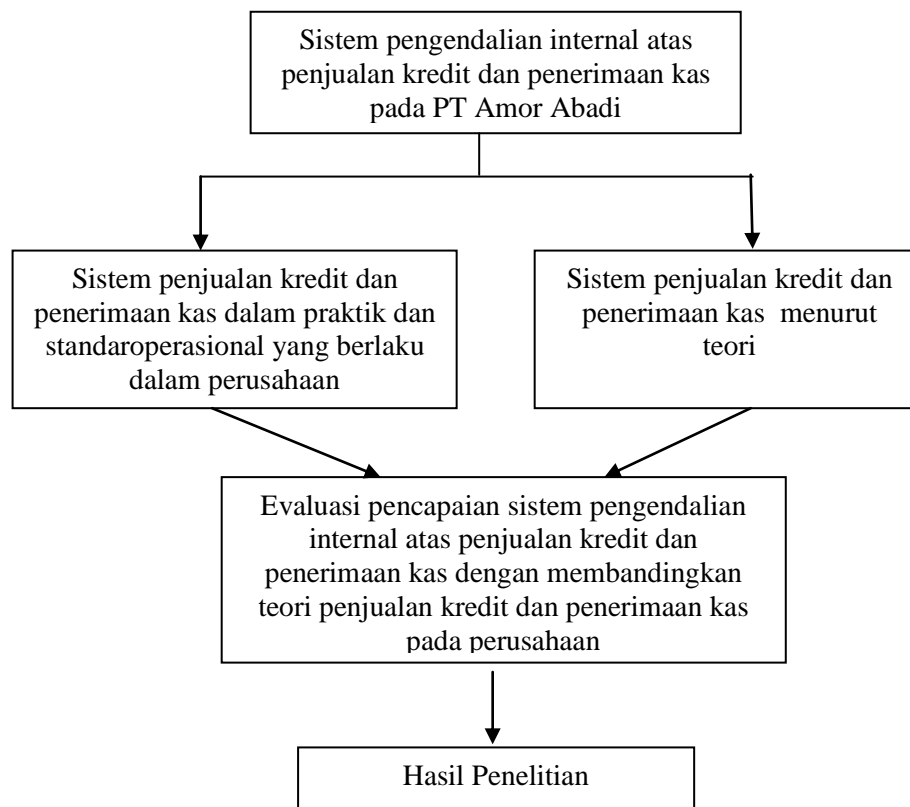 Sistem pengendalian internal atas
penjualan kredit dan penerimaan kas
pada PT Amor Abadi
Sistem penjualan kredit dan
penerimaan kas dalam praktik dan
standaroperasional yang berlaku
dalam perusahaan
Sistem penjualan kredit dan
penerimaan kas menurut
teori
Evaluasi pencapaian sistem pengendalian
internal atas penjualan kredit dan
penerimaan kas dengan membandingkan
teori penjualan kredit dan penerimaan kas
pada perusahaan
Hasil Penelitian